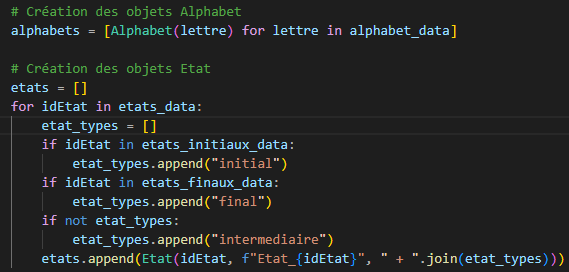 # Création des objets Alphabet
alphabets = [Alphabet(lettre) for lettre in alphabet_data]

# Création des objets Etat
etats = []
for idEtat in etats_data:
    etat_types = []
    if idEtat in etats_initiaux_data:
        etat_types.append("initial")
    if idEtat in etats_finaux_data:
        etat_types.append("final")
    if not etat_types:
        etat_types.append("intermediaire")
    etats.append(Etat(idEtat, f"Etat_{idEtat}", " + ".join(etat_types)))